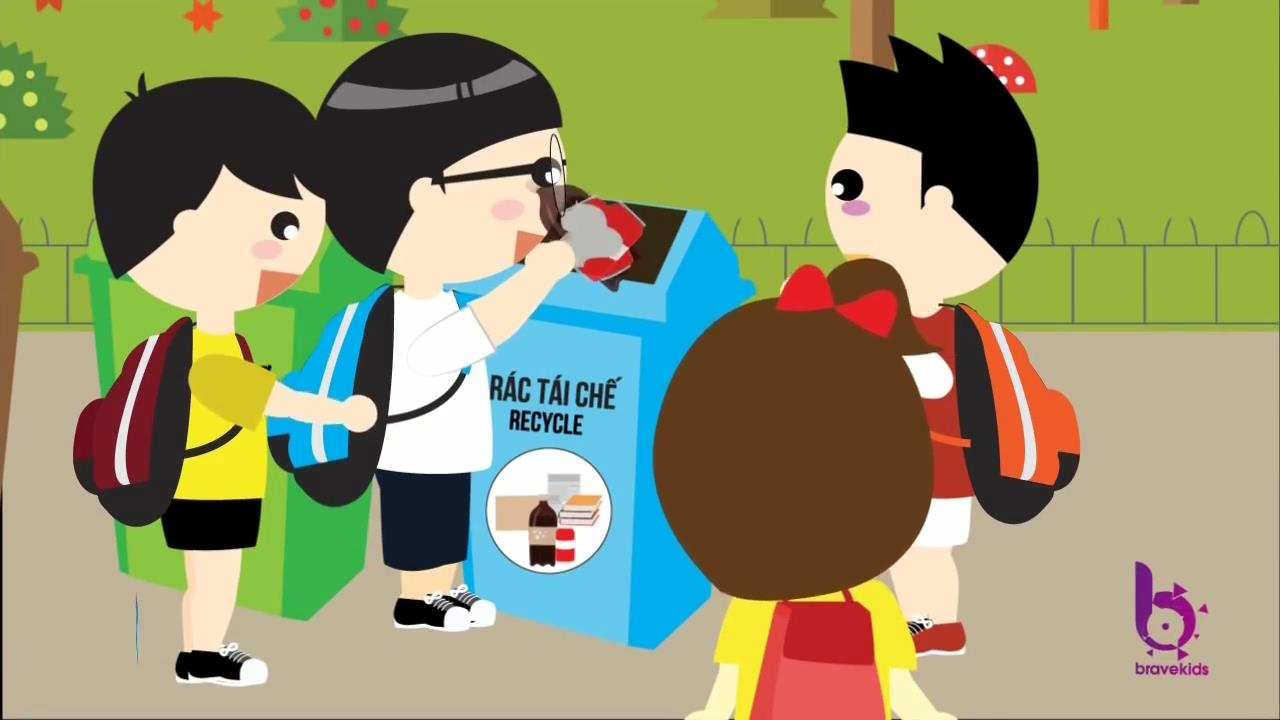 RÁC TÁI CHẾ
RECYCLE
bravekids